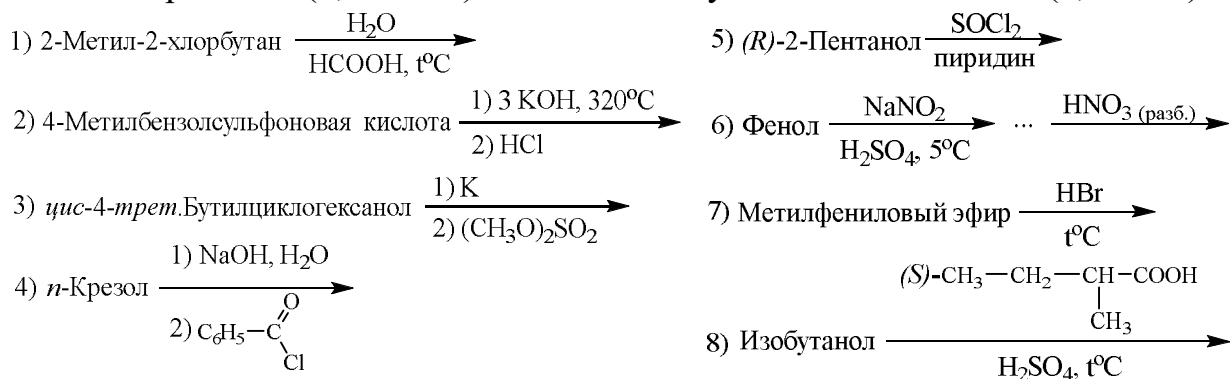 1) 2-Метил-2-хлорбутан H₂O HCOOH, t°C
2) 4-Метилбензолсульфоновая кислота 1) 3 KOH, 320°C 2) HCl
3) цис-4-трет.Бутилциклогексанол 1) K 2) (CH₃O)₂SO₂
4) п-Крезол 1) NaOH, H₂O 2) C₆H₅–C O Cl
5) (R)-2-Пентанол SOCl₂ пиридин
6) Фенол NaNO₂ H₂SO₄, 5°C ... HNO₃ (разб.)
7) Метилфениловый эфир HBr t°C
8) Изобутанол (S)-CH₃–CH₂–CH–COOH CH₃ H₂SO₄, t°C